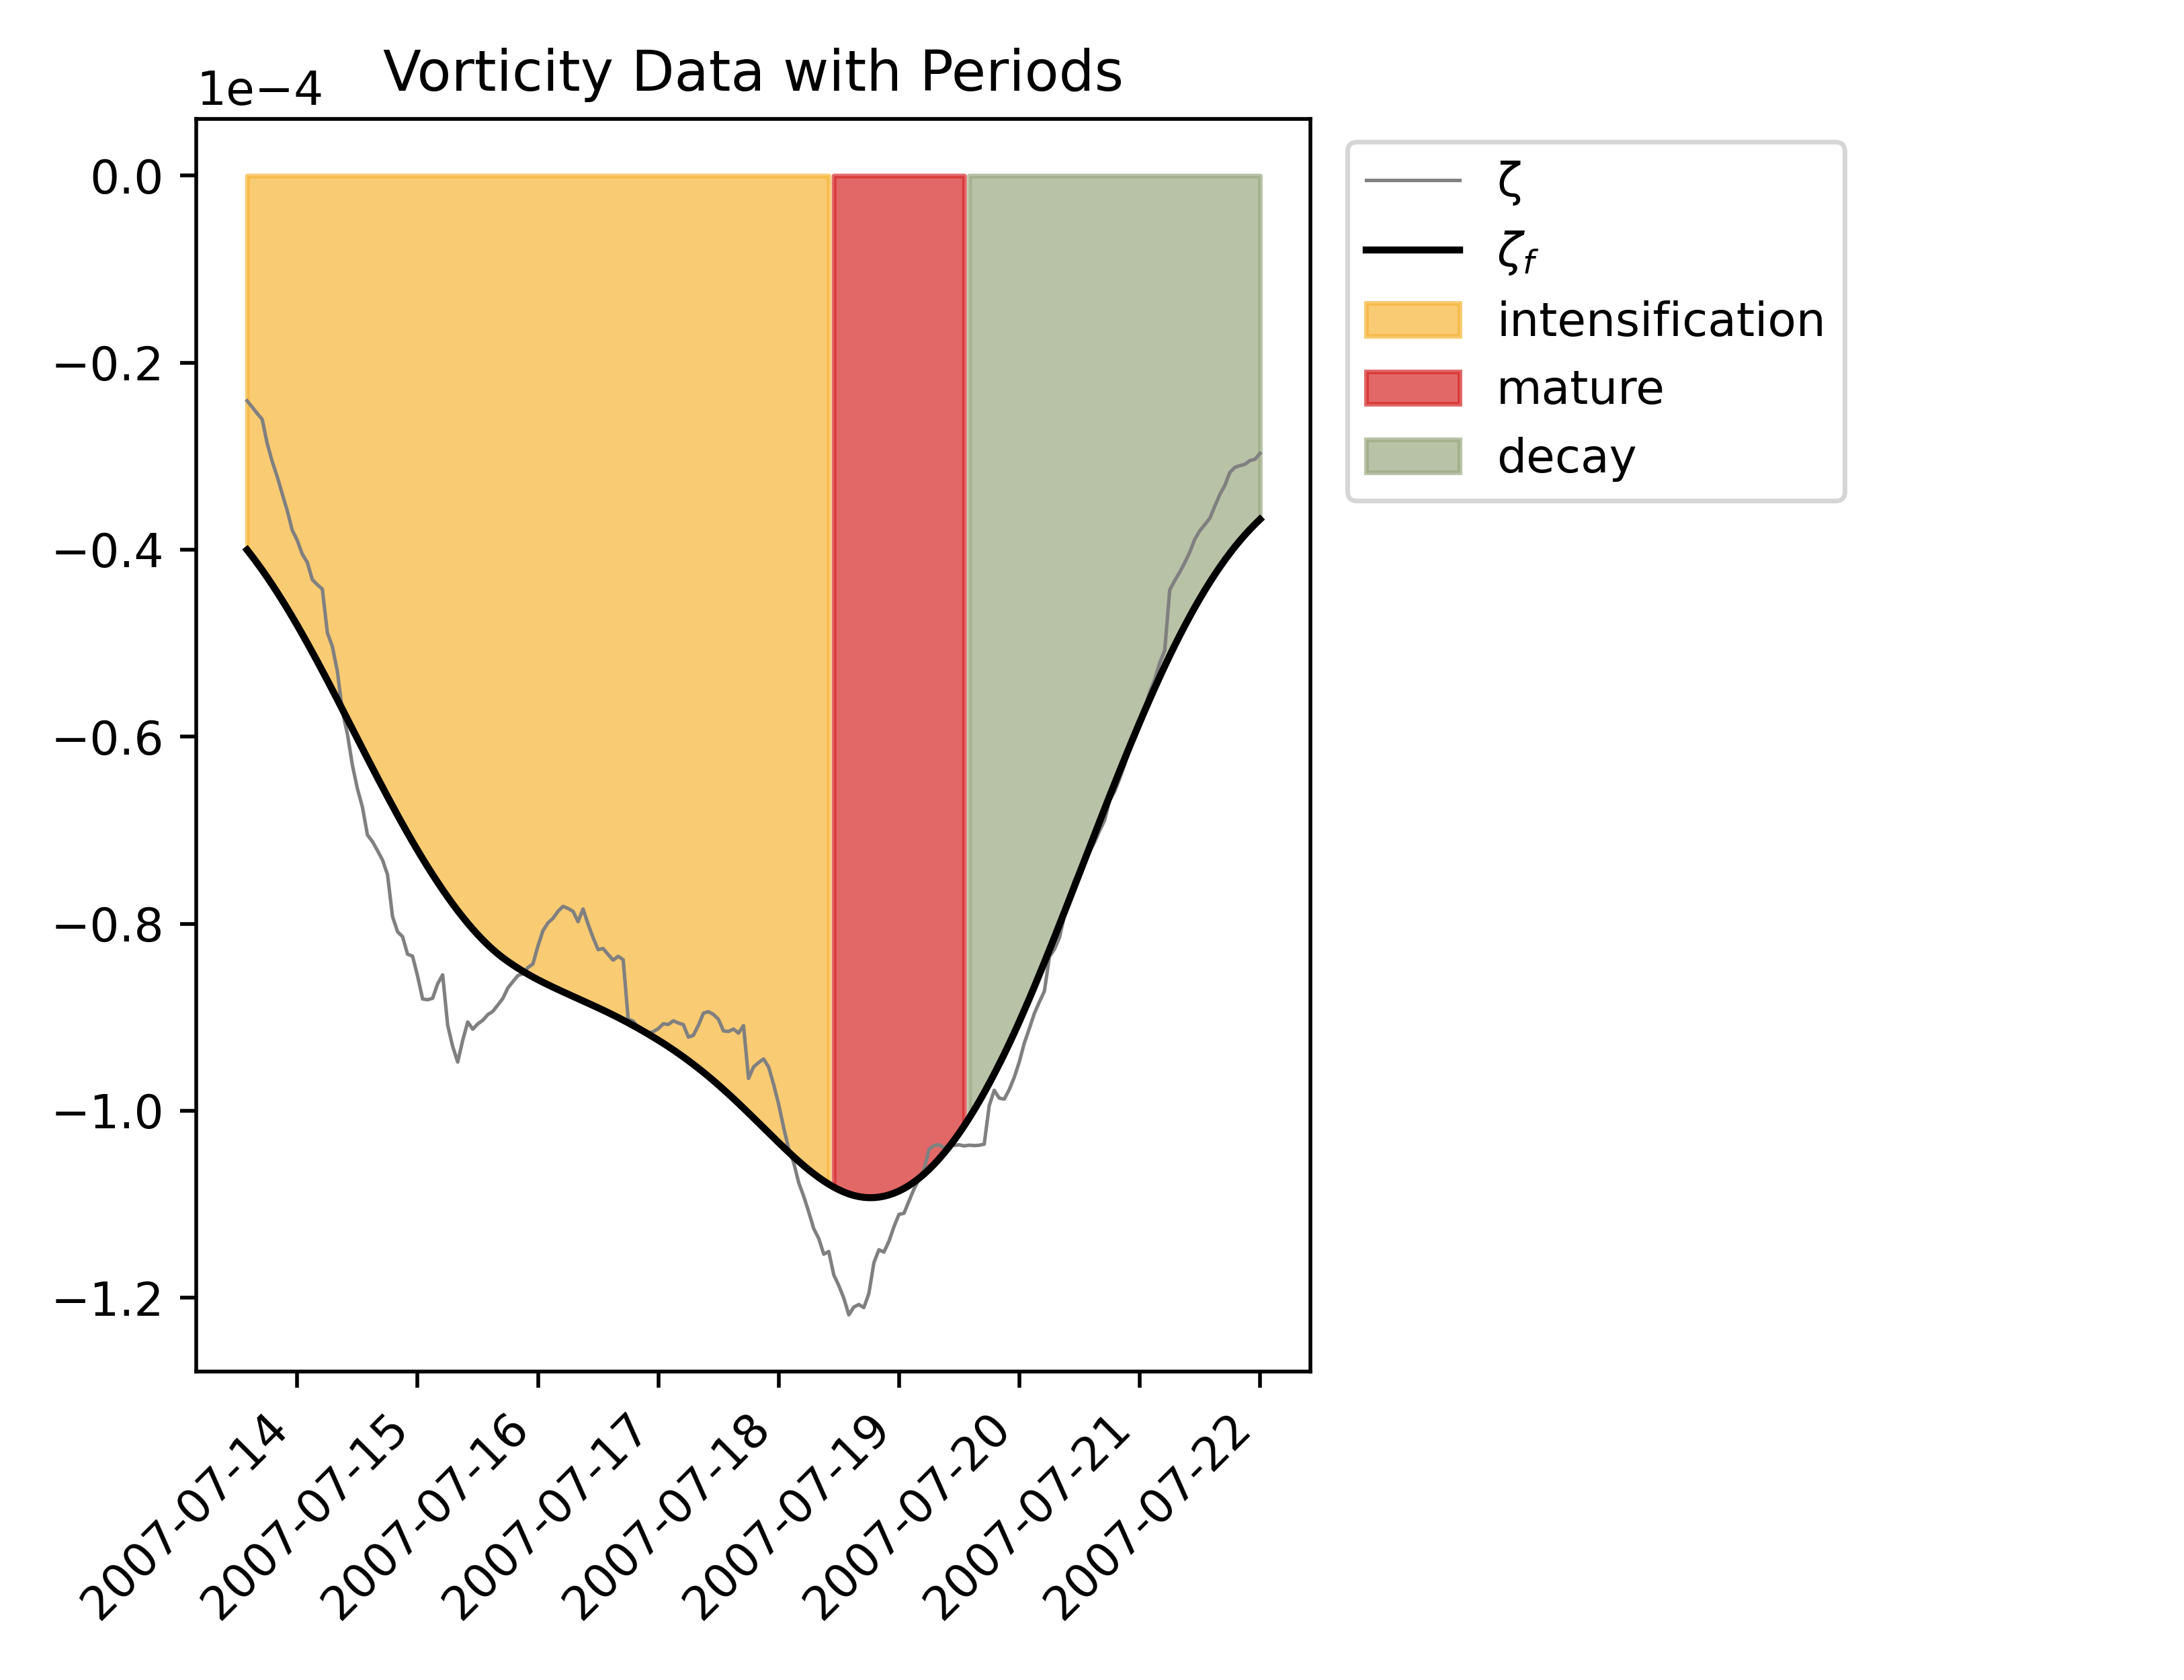 Vorticity Data with Periods
1e−4
0.0
−0.2
−0.4
−0.6
−0.8
−1.0
−1.2
2007-07-14
2007-07-15
2007-07-16
2007-07-17
2007-07-18
2007-07-19
2007-07-20
2007-07-21
2007-07-22
ζ
ζf
intensification
mature
decay